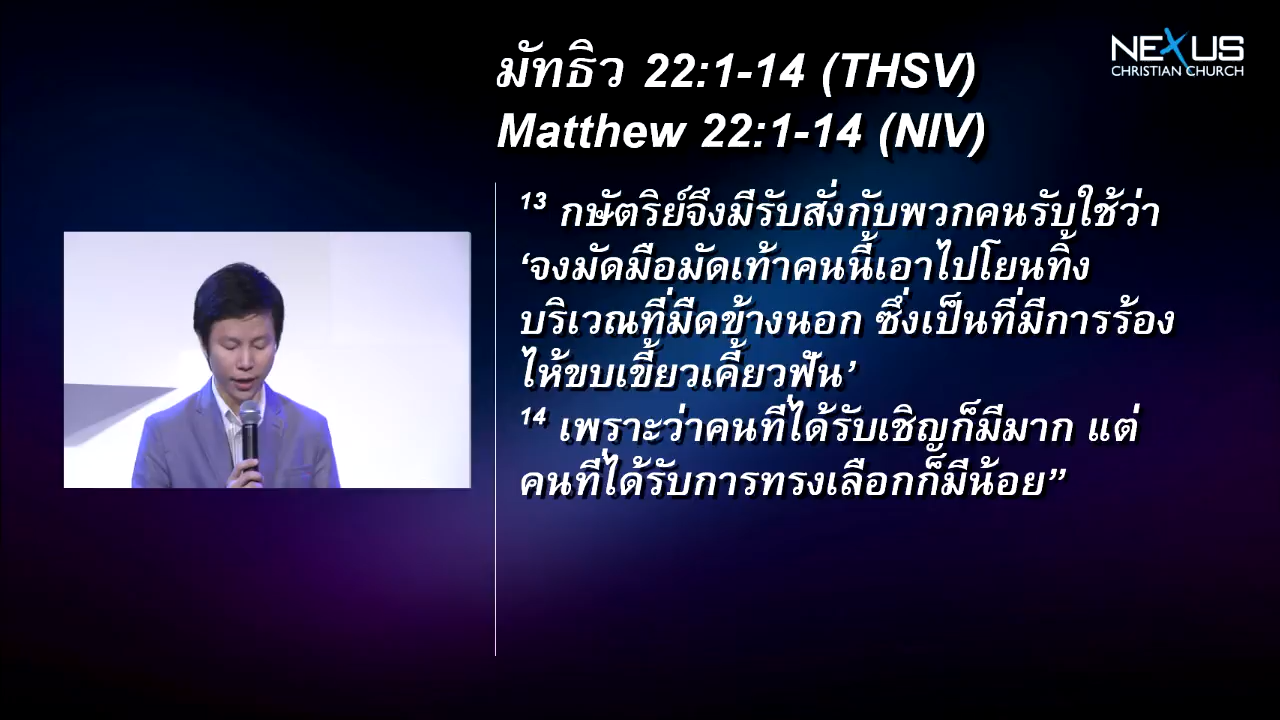 มัทธิว 22:1-14 (THSV)
Matthew 22:1-14 (NIV)
NEXUS
CHRISTIAN CHURCH
13 กษัตริย์จึงมีรับสั่งกับพวกคนรับใช้ว่า
‘จงมัดมือมัดเท้าคนนี้เอาไปโยนทิ้ง
บริเวณที่มืดข้างนอก ซึ่งเป็นที่มีการร้อง
ไห้ขบเขี้ยวเคี้ยวฟัน’
14 เพราะว่าคนที่ได้รับเชิญก็มีมาก แต่
คนที่ได้รับการทรงเลือกก็มีน้อย”